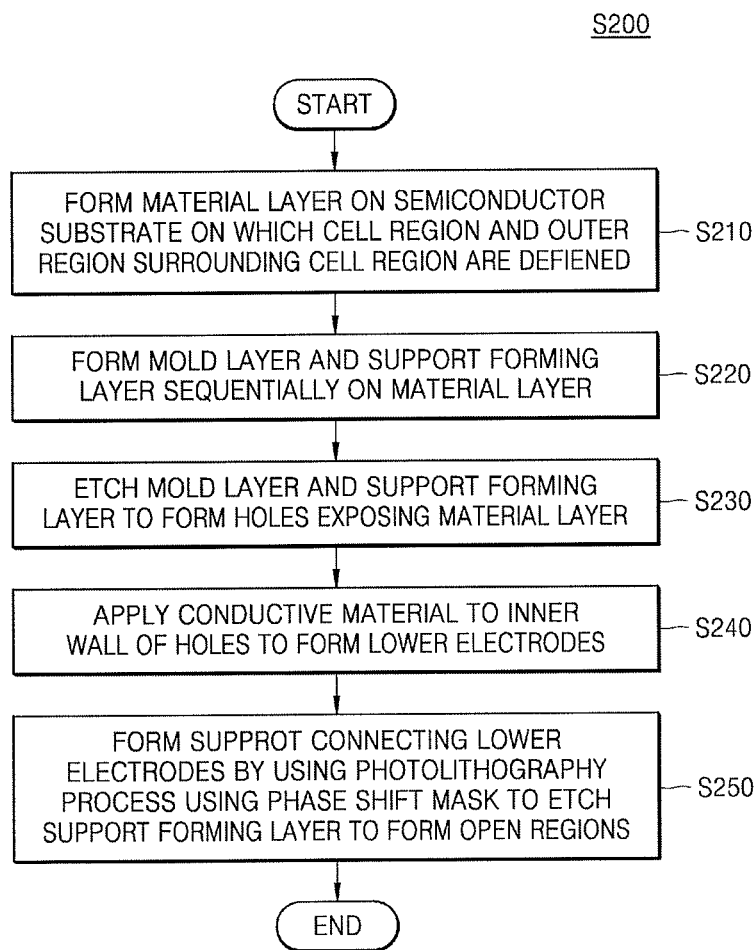 S200
START
FORM MATERIAL LAYER ON SEMICONDUCTOR
SUBSTRATE ON WHICH CELL REGION AND OUTER
REGION SURROUNDING CELL REGION ARE DEFIENED
S210
FORM MOLD LAYER AND SUPPORT FORMING
LAYER SEQUENTIALLY ON MATERIAL LAYER
S220
ETCH MOLD LAYER AND SUPPORT FORMING
LAYER TO FORM HOLES EXPOSING MATERIAL LAYER
S230
APPLY CONDUCTIVE MATERIAL TO INNER
WALL OF HOLES TO FORM LOWER ELECTRODES
S240
FORM SUPPROT CONNECTING LOWER
ELECTRODES BY USING PHOTOLITHOGRAPHY
PROCESS USING PHASE SHIFT MASK TO ETCH
SUPPORT FORMING LAYER TO FORM OPEN REGIONS
S250
END